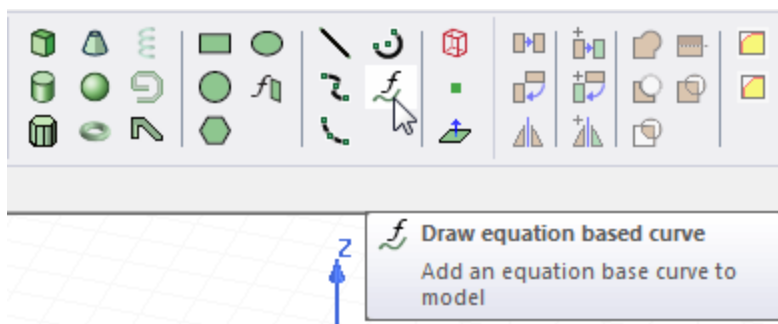 f
f
z
f Draw equation based curve
Add an equation base curve to
model